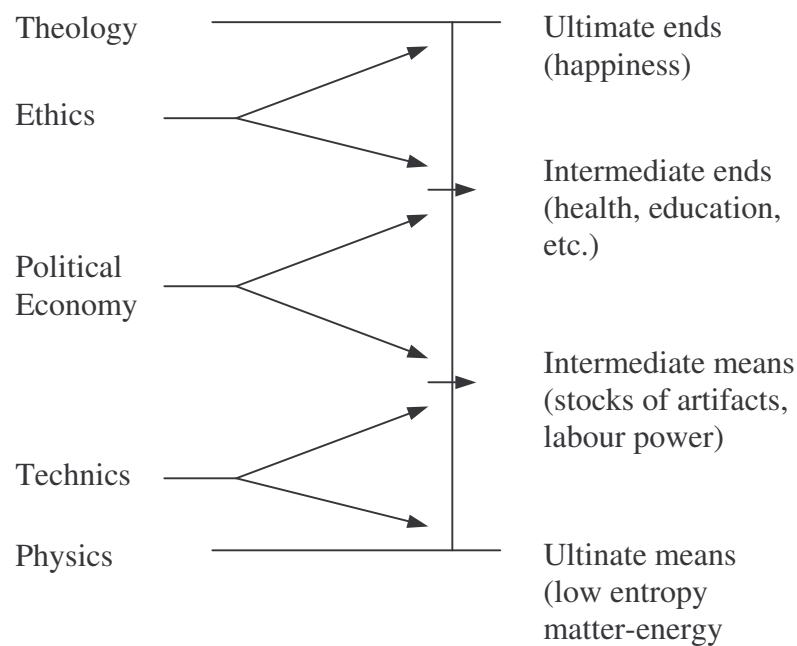 Theology
Ultimate ends
(happiness)
Ethics
Intermediate ends
(health, education,
etc.)
Political
Economy
Intermediate means
(stocks of artifacts,
labour power)
Technics
Physics
Ultinate means
(low entropy
matter-energy